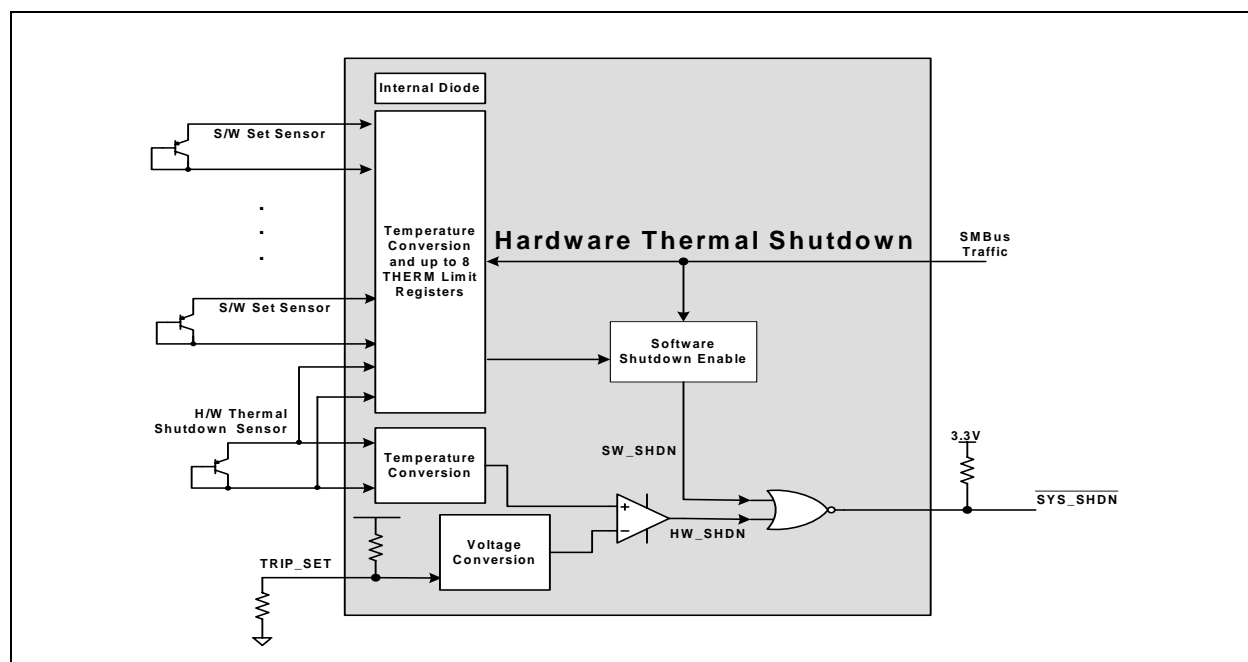 Internal Diode
S/W Set Sensor
Temperature
Conversion
and up to 8
THERM Limit
Registers
Hardware Thermal Shutdown
SMBus
Traffic
S/W Set Sensor
Software
Shutdown Enable
H/W Thermal
Shutdown Sensor
Temperature
Conversion
SW_SHDN
3.3V
SYS_SHDN
HW_SHDN
Voltage
Conversion
TRIP_SET
+
−